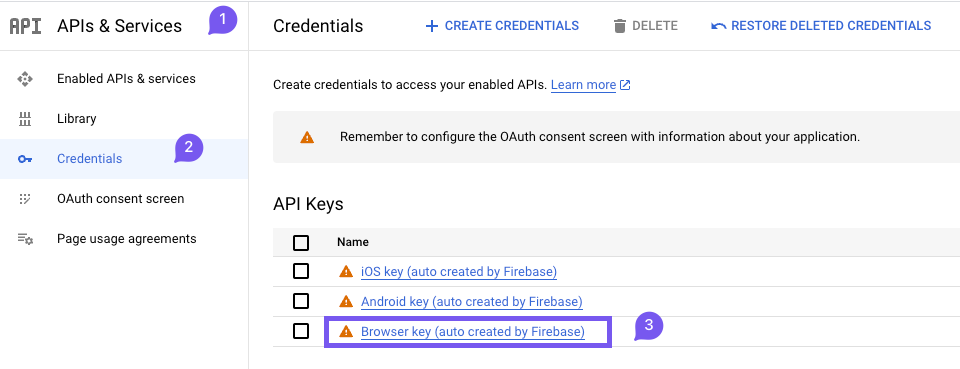 API APIs & Services 1
Credentials + CREATE CREDENTIALS DELETE RESTORE DELETED CREDENTIALS
Enabled APIs & services
Library
Credentials 2
OAuth consent screen
Page usage agreements
Create credentials to access your enabled APIs. Learn more
Remember to configure the OAuth consent screen with information about your application.
API Keys
Name
iOS key (auto created by Firebase)
Android key (auto created by Firebase)
Browser key (auto created by Firebase) 3